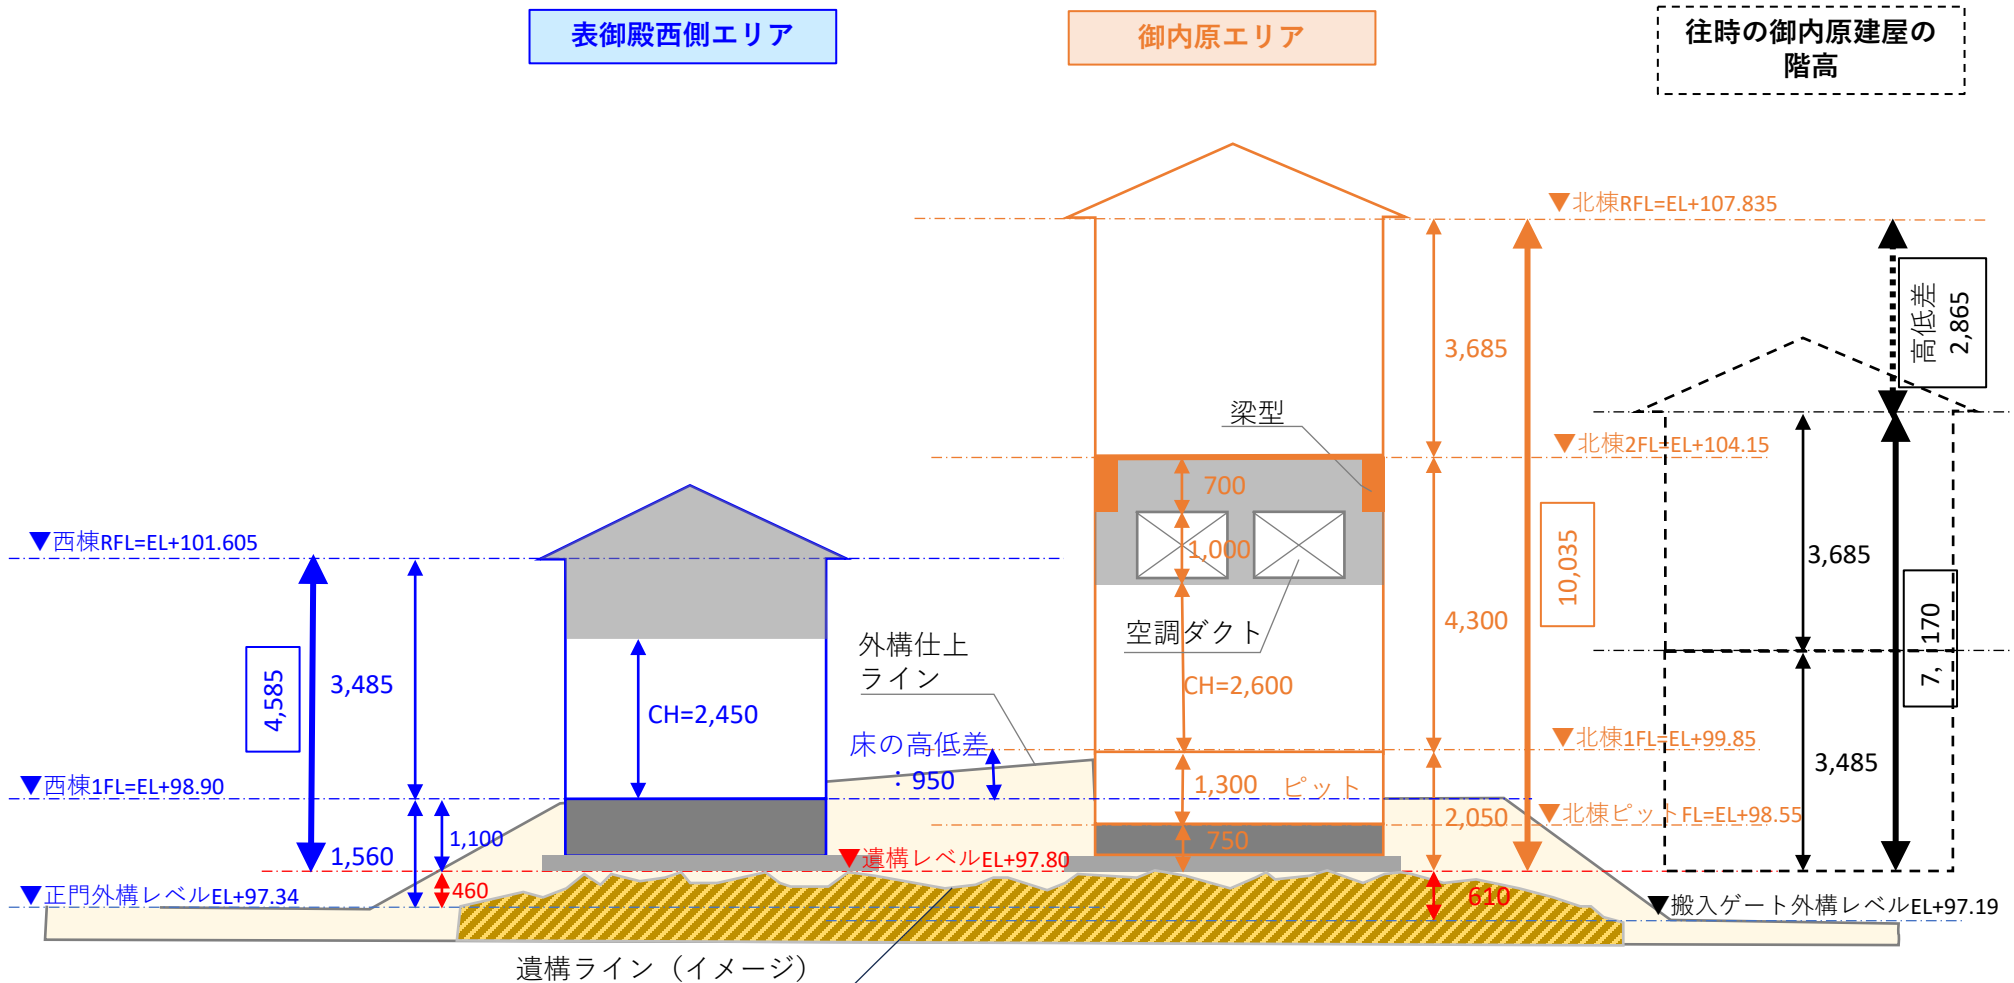 表御殿西側エリア
御内原エリア
往時の御内原建屋の
階高
▼北棟RFL=EL+107.835
高低差
2,865
3,685
梁型
▼北棟2FL=EL+104.15
700
▼西棟RFL=EL+101.605
1,000
10,035
3,685
4,300
空調ダクト
外構仕上
ライン
4,585
3,485
CH=2,450
CH=2,600
7,170
床の高低差
:950
▼北棟1FL=EL+99.85
3,485
▼西棟1FL=EL+98.90
1,300
ピット
2,050
▼北棟ピットFL=EL+98.55
1,100
750
1,560
▼遺構レベルEL+97.80
460
610
▼正門外構レベルEL+97.34
▼搬入ゲート外構レベルEL+97.19
遺構ライン（イメージ）